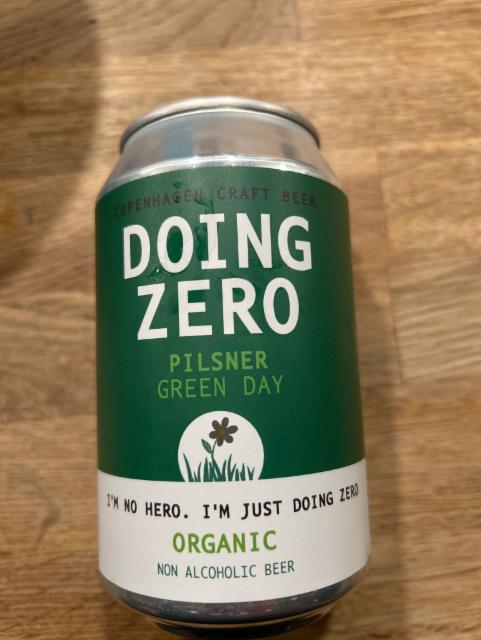 COPENHAGEN CRAFT BEER
DOING
ZERO
PILSNER
GREEN DAY
I'M NO HERO. I'M JUST DOING ZERO
ORGANIC
NON ALCOHOLIC BEER